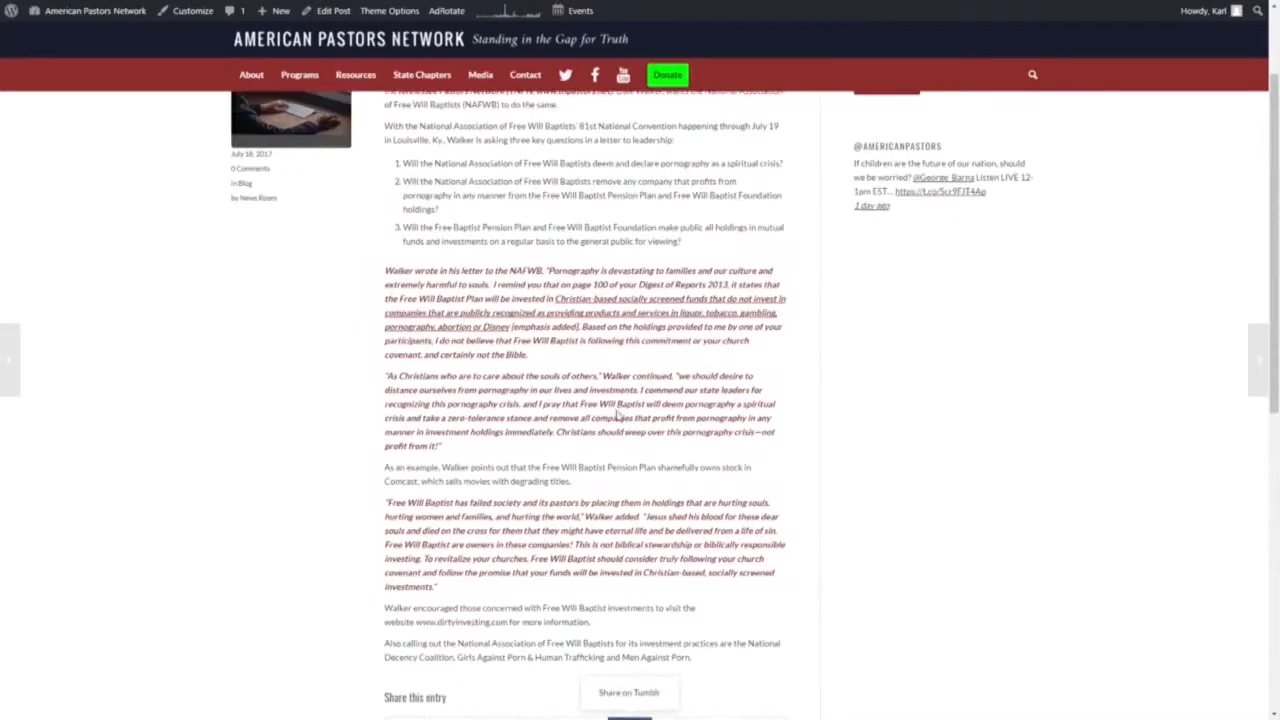 American Pastors Network Customize 1 New Edit Post Theme Options AdRotate Events Howdy, Karl
AMERICAN PASTORS NETWORK Standing in the Gap for Truth
About Programs Resources State Chapters Media Contact You Tube Donate
the Tennessee Pastors Network (TNPN, www.tnpastors.net), Dale Walker, wants the National Association
of Free Will Baptists (NAFWB) to do the same.
With the National Association of Free Will Baptists' 81st National Convention happening through July 19
in Louisville, Ky., Walker is asking three key questions in a letter to leadership:
1. Will the National Association of Free Will Baptists deem and declare pornography as a spiritual crisis?
2. Will the National Association of Free Will Baptists remove any company that profits from
pornography in any manner from the Free Will Baptist Pension Plan and Free Will Baptist Foundation
holdings?
3. Will the Free Baptist Pension Plan and Free Will Baptist Foundation make public all holdings in mutual
funds and investments on a regular basis to the general public for viewing?
Walker wrote in his letter to the NAFWB, "Pornography is devastating to families and our culture and
extremely harmful to souls. I remind you that on page 100 of your Digest of Reports 2013, it states that
the Free Will Baptist Plan will be invested in Christian-based socially screened funds that do not invest in
companies that are publicly recognized as providing products and services in liquor, tobacco, gambling,
pornography, abortion or Disney [emphasis added]. Based on the holdings provided to me by one of your
participants, I do not believe that Free Will Baptist is following this commitment or your church
covenant, and certainly not the Bible.
"As Christians who are to care about the souls of others," Walker continued, "we should desire to
distance ourselves from pornography in our lives and investments. I commend our state leaders for
recognizing this pornography crisis, and I pray that Free Will Baptist will deem pornography a spiritual
crisis and take a zero-tolerance stance and remove all companies that profit from pornography in any
manner in investment holdings immediately. Christians should weep over this pornography crisis—not
profit from it!"
As an example, Walker points out that the Free Will Baptist Pension Plan shamefully owns stock in
Comcast, which sells movies with degrading titles.
"Free Will Baptist has failed society and its pastors by placing them in holdings that are hurting souls,
hurting women and families, and hurting the world," Walker added. "Jesus shed his blood for these dear
souls and died on the cross for them that they might have eternal life and be delivered from a life of sin.
Free Will Baptist are owners in these companies! This is not biblical stewardship or biblically responsible
investing. To revitalize your churches, Free Will Baptist should consider truly following your church
covenant and follow the promise that your funds will be invested in Christian-based, socially screened
investments."
Walker encouraged those concerned with Free Will Baptist investments to visit the
website www.dirtyinvesting.com for more information.
Also calling out the National Association of Free Will Baptists for its investment practices are the National
Decency Coalition, Girls Against Porn & Human Trafficking and Men Against Porn.
Share this entry
Share on Tumblr
July 18, 2017
0 Comments
in Blog
by News Room
@AMERICANPASTORS
If children are the future of our nation, should
we be worried? @George_Barna Listen LIVE 12-
1pm EST... https://t.co/5cr9FJT4Ap
1 day ago